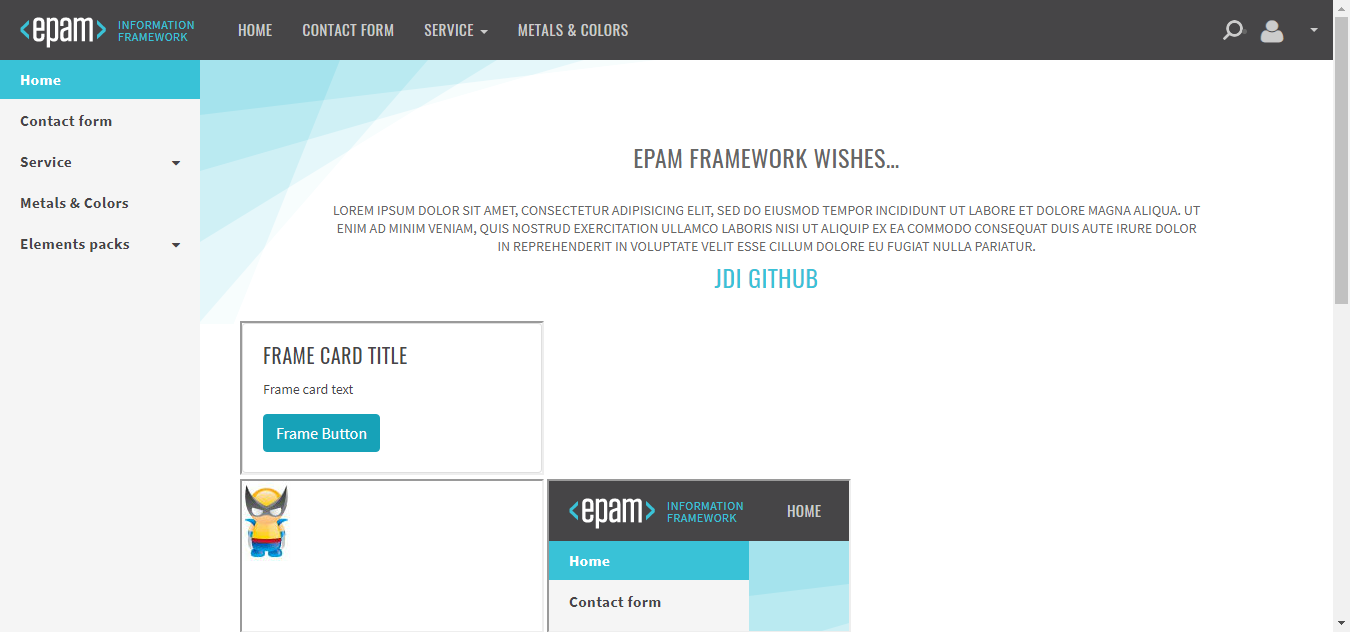 <epam> INFORMATION
FRAMEWORK
HOME CONTACT FORM SERVICE METALS & COLORS
Home
Contact form
Service
Metals & Colors
Elements packs
EPAM FRAMEWORK WISHES…
LOREM IPSUM DOLOR SIT AMET, CONSECTETUR ADIPISICING ELIT, SED DO EIUSMOD TEMPOR INCIDIDUNT UT LABORE ET DOLORE MAGNA ALIQUA. UT
ENIM AD MINIM VENIAM, QUIS NOSTRUD EXERCITATION ULLAMCO LABORIS NISI UT ALIQUIP EX EA COMMODO CONSEQUAT DUIS AUTE IRURE DOLOR
IN REPREHENDERIT IN VOLUPTATE VELIT ESSE CILLUM DOLORE EU FUGIAT NULLA PARIATUR.
JDI GITHUB
FRAME CARD TITLE
Frame card text
Frame Button
<epam> INFORMATION
FRAMEWORK
HOME
Home
Contact form